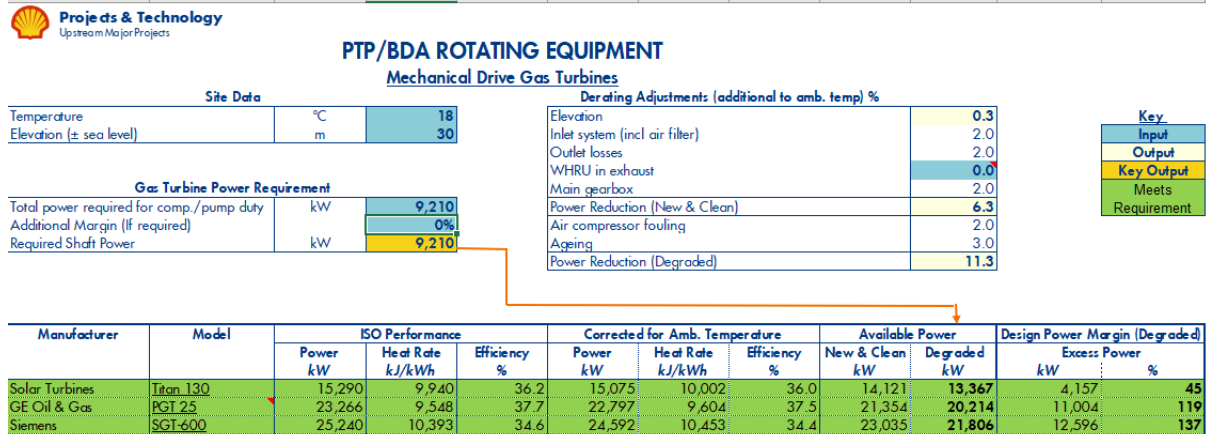 Projects & Technology
Upstream Major Projects
PTP/BDA ROTATING EQUIPMENT
Mechanical Drive Gas Turbines
Site Data
Temperature °C 18
Elevation (± sea level) m 30
Gas Turbine Power Requirement
Total power required for comp./pump duty kW 9,210
Additional Margin (If required) 0%
Required Shaft Power kW 9,210
Derating Adjustments (additional to amb. temp) %
Elevation 0.3
Inlet system (incl air filter) 2.0
Outlet losses 2.0
WHRU in exhaust 0.0
Main gearbox 2.0
Power Reduction (New & Clean) 6.3
Air compressor fouling 2.0
Ageing 3.0
Power Reduction (Degraded) 11.3
Key
Input
Output
Key Output
Meets
Requirement
Manufacturer Model ISO Performance Corrected for Amb. Temperature Available Power Design Power Margin (Degraded)
Power Heat Rate Efficiency Power Heat Rate Efficiency New & Clean Degraded Excess Power
kW kJ/kWh % kW kJ/kWh % kW kW kW %
Solar Turbines Titan 130 15,290 9,940 36.2 15,075 10,002 36.0 14,121 13,367 4,157 45
GE Oil & Gas PGT 25 23,266 9,548 37.7 22,797 9,604 37.5 21,354 20,214 11,004 119
Siemens SGT-600 25,240 10,393 34.6 24,592 10,453 34.4 23,035 21,806 12,596 137